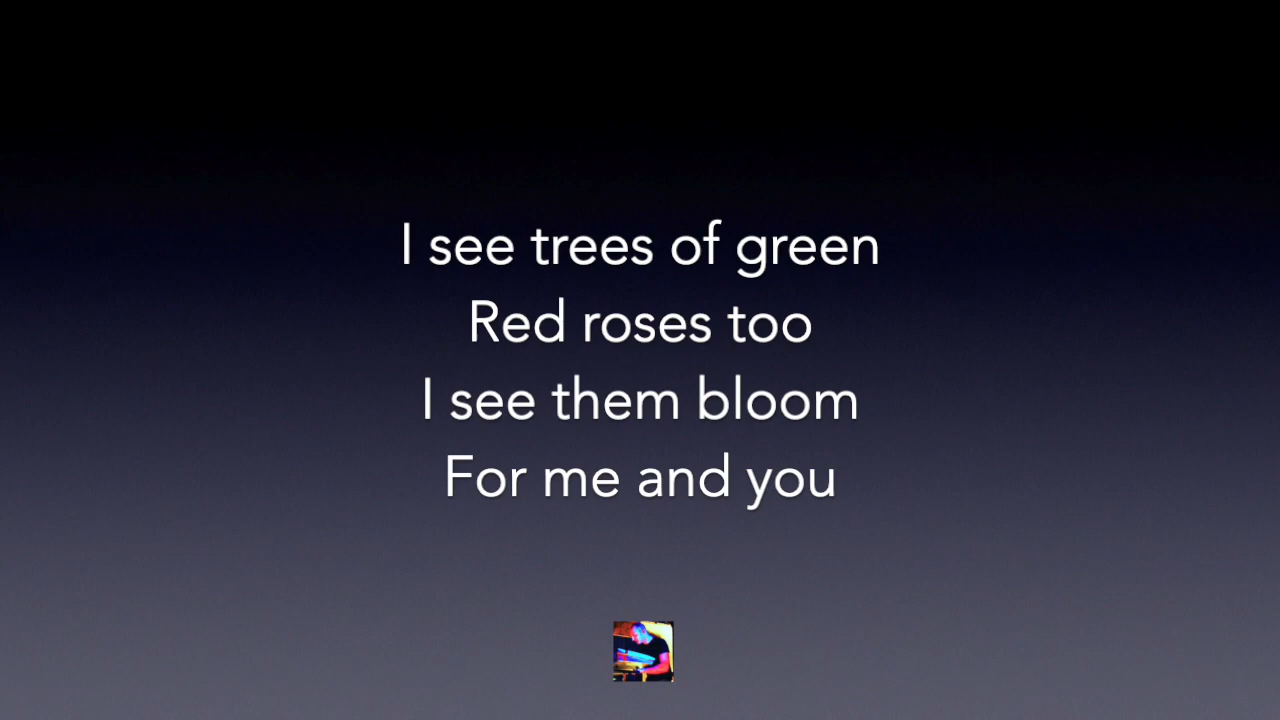 I see trees of green
Red roses too
I see them bloom
For me and you